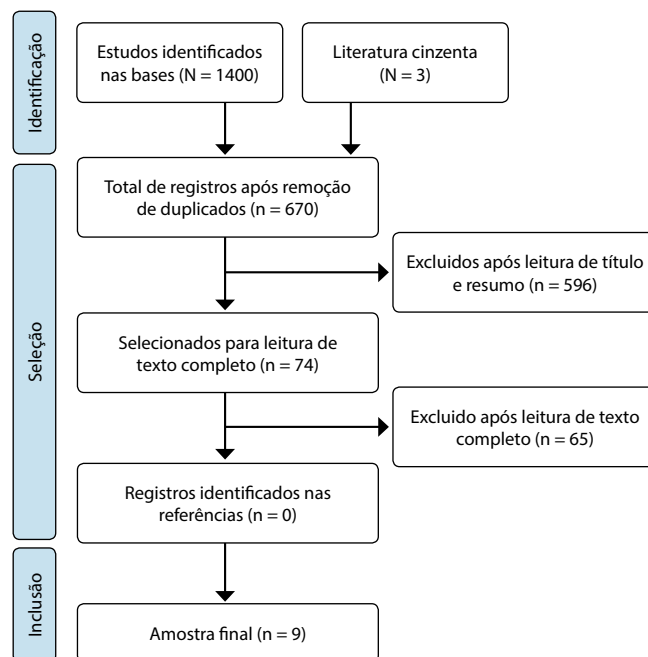 Identificação
Estudos identificados
nas bases (N = 1400)
Literatura cinzenta
(N = 3)
Seleção
Total de registros após remoção
de duplicados (n = 670)
Excluidos após leitura de título
e resumo (n = 596)
Selecionados para leitura de
texto completo (n = 74)
Excluido após leitura de texto
completo (n = 65)
Registros identificados nas
referências (n = 0)
Inclusão
Amostra final (n = 9)